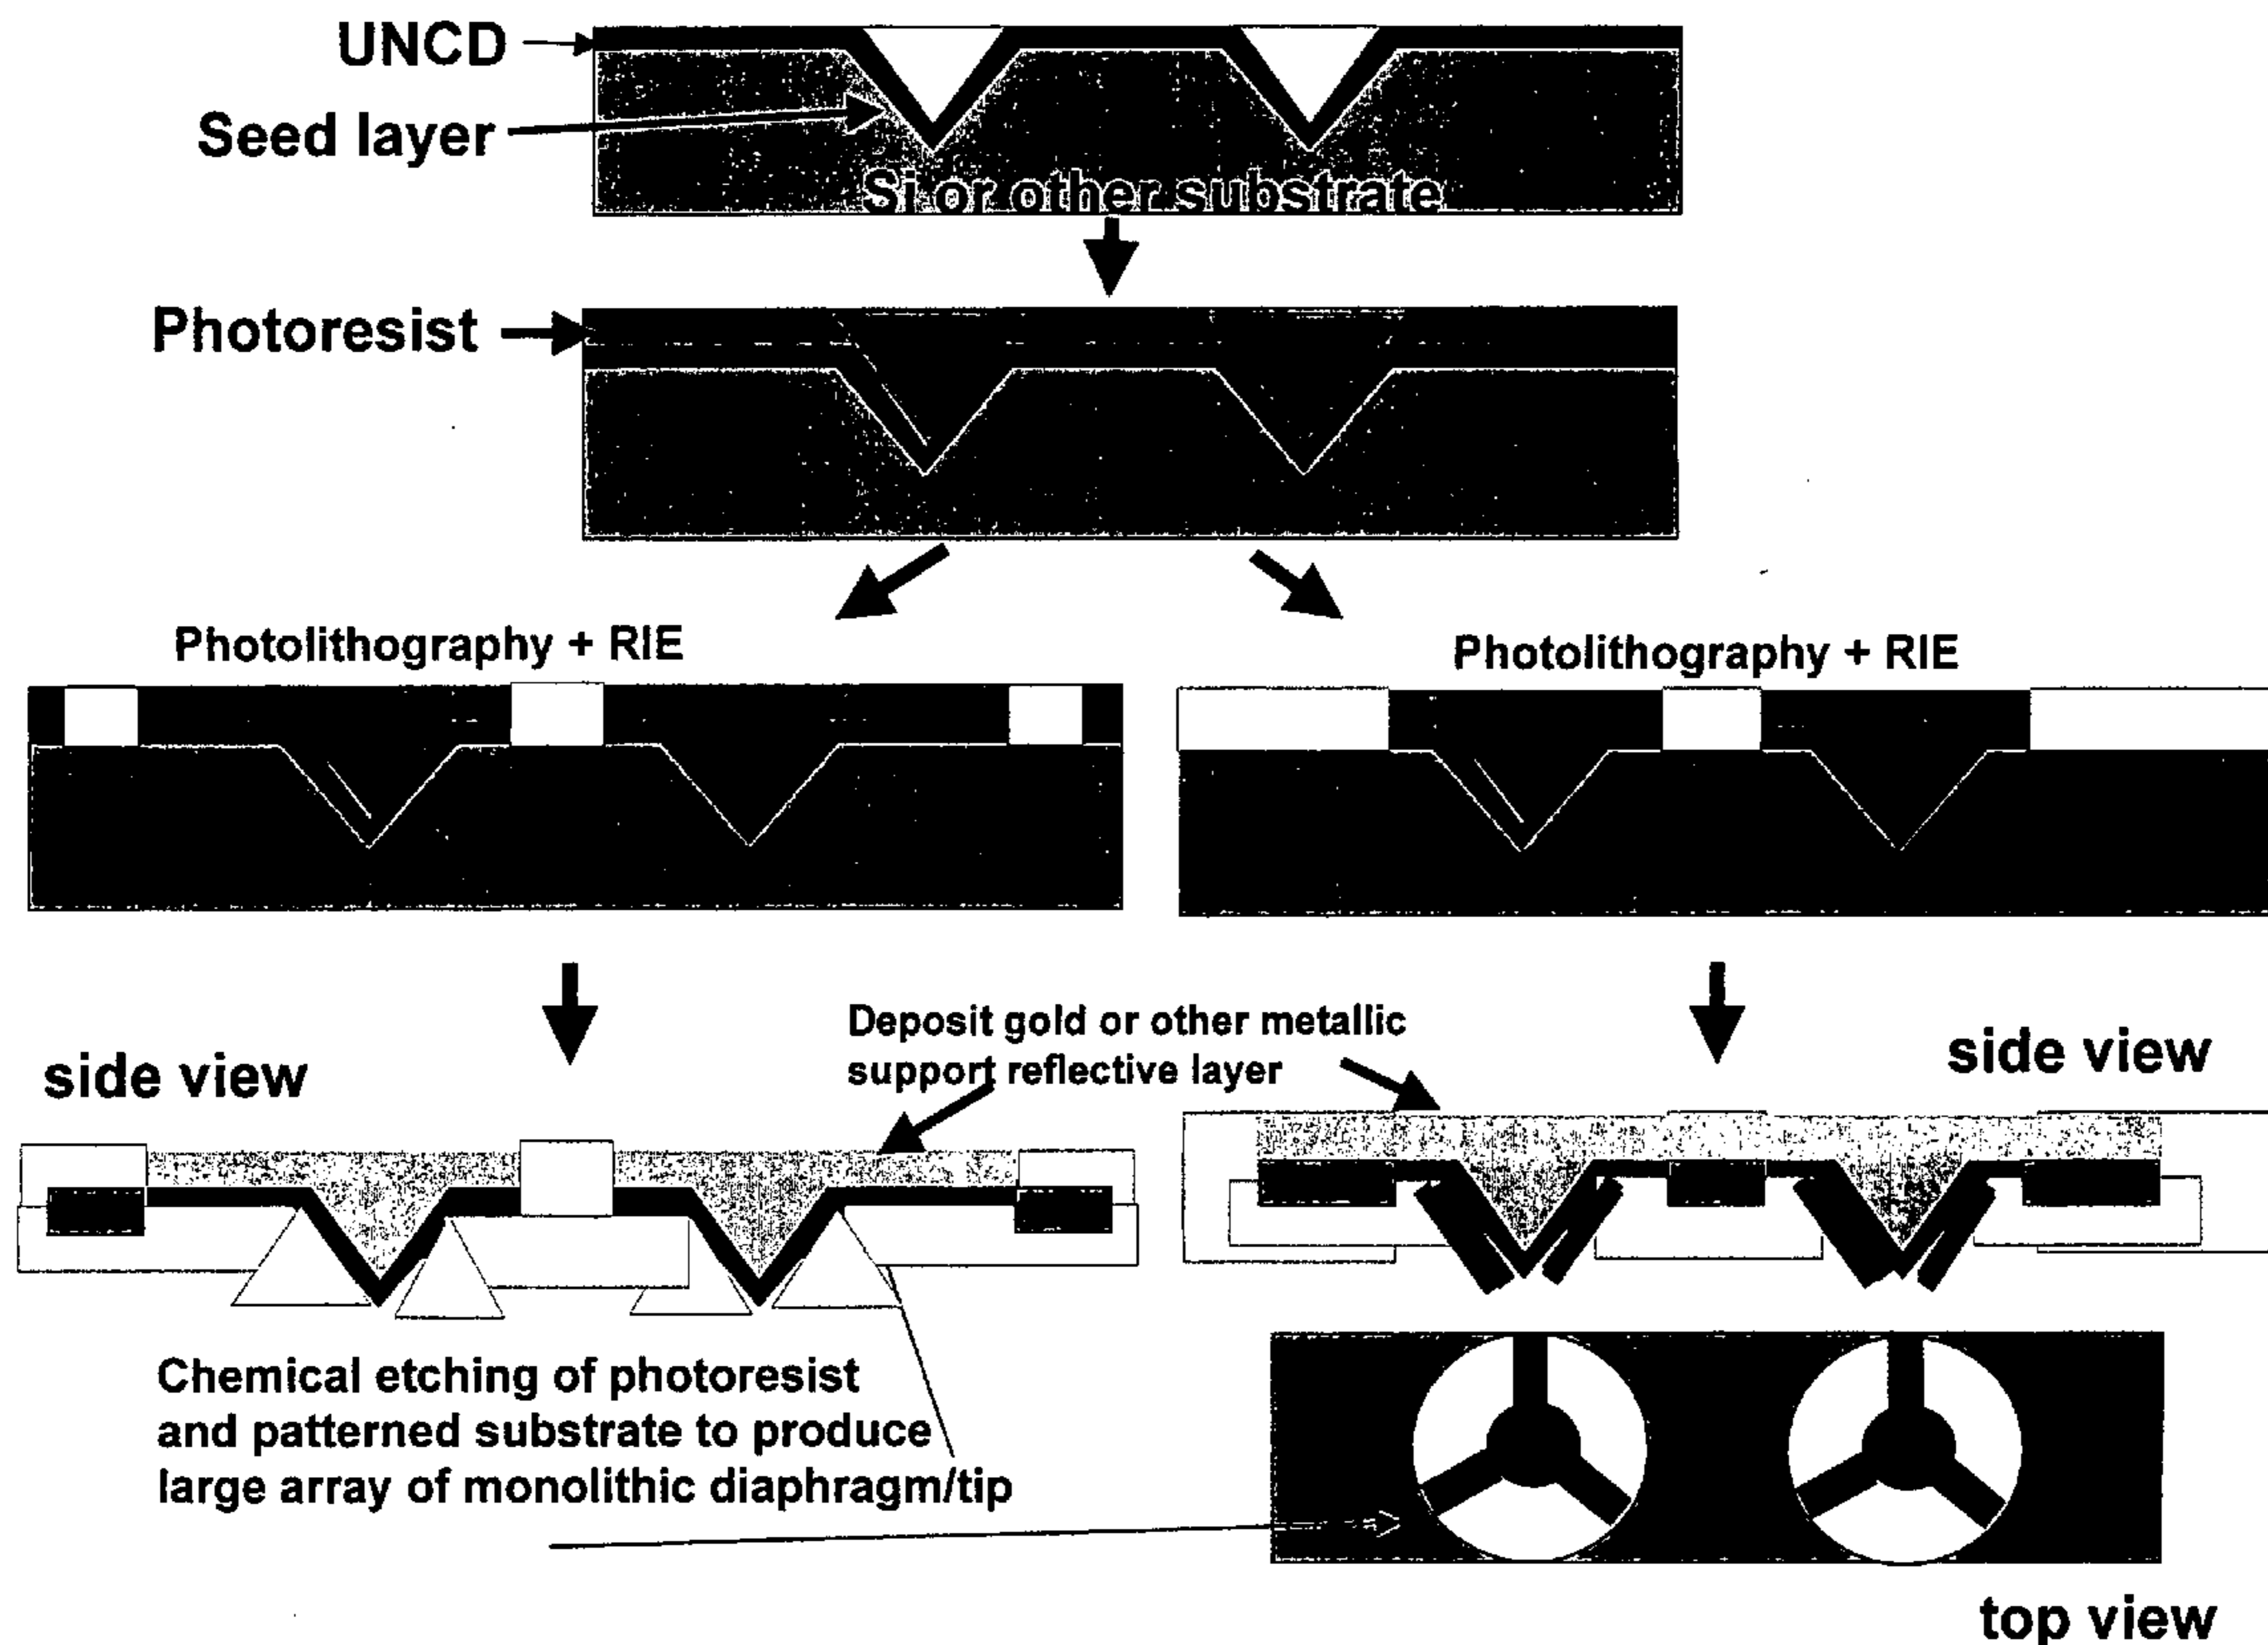 UNCD
Seed layer
Si or other substrate
Photoresist
Photolithography + RIE
Photolithography + RIE
Deposit gold or other metallic
support reflective layer
side view
side view
Chemical etching of photoresist
and patterned substrate to produce
large array of monolithic diaphragm/tip
top view